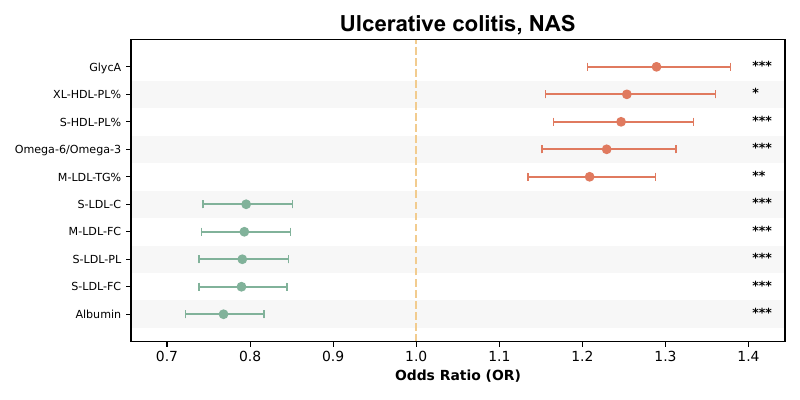 Ulcerative colitis, NAS
GlycA ***
XL-HDL-PL% *
S-HDL-PL% ***
Omega-6/Omega-3 ***
M-LDL-TG% **
S-LDL-C ***
M-LDL-FC ***
S-LDL-PL ***
S-LDL-FC ***
Albumin ***
0.7 0.8 0.9 1.0 1.1 1.2 1.3 1.4
Odds Ratio (OR)